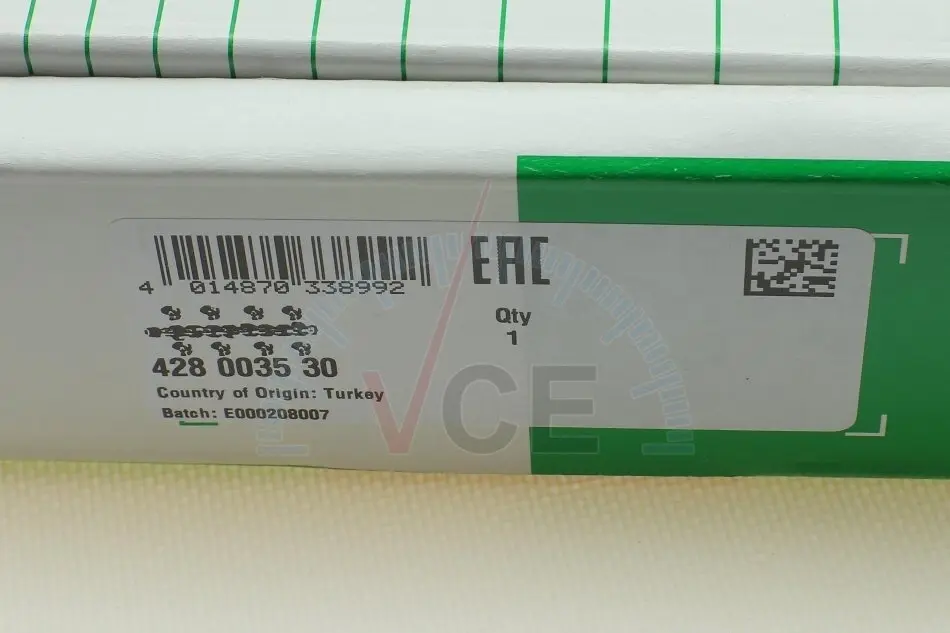 EAC
4 014870 338992
Qty
1
428 0035 30
Country of Origin: Turkey
Batch: E000208007
VCE